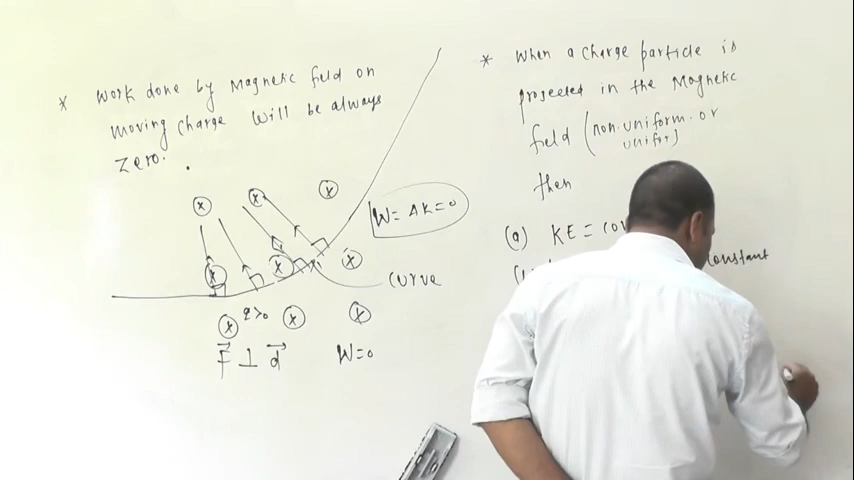 * Work done by Magnetic field on
moving charge will be always
zero.
W = ΔK = 0
curve
q>0
F⃗ ⊥ d⃗
W=0
* When a charge particle is
projected in the Magnetic
field (non-uniform or
unifor)
then
(a) KE = con
constant